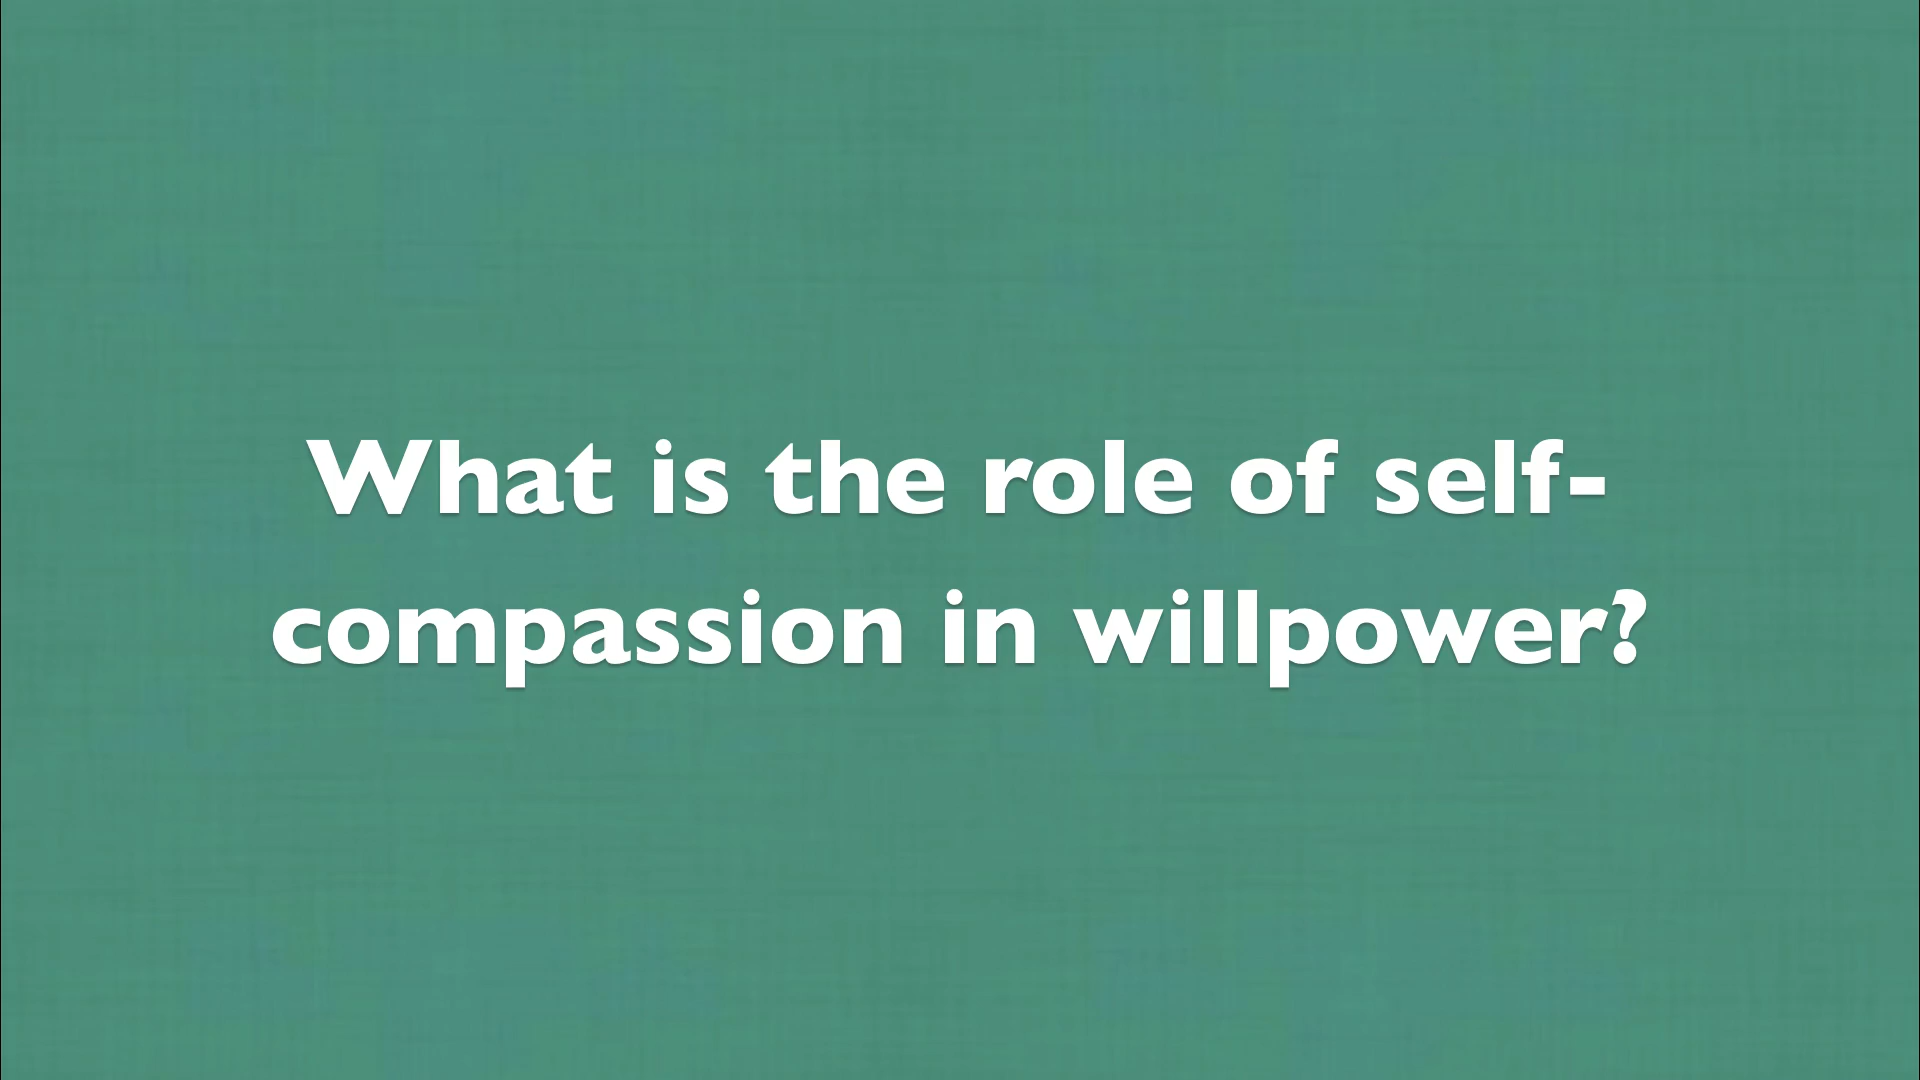 What is the role of self-
compassion in willpower?